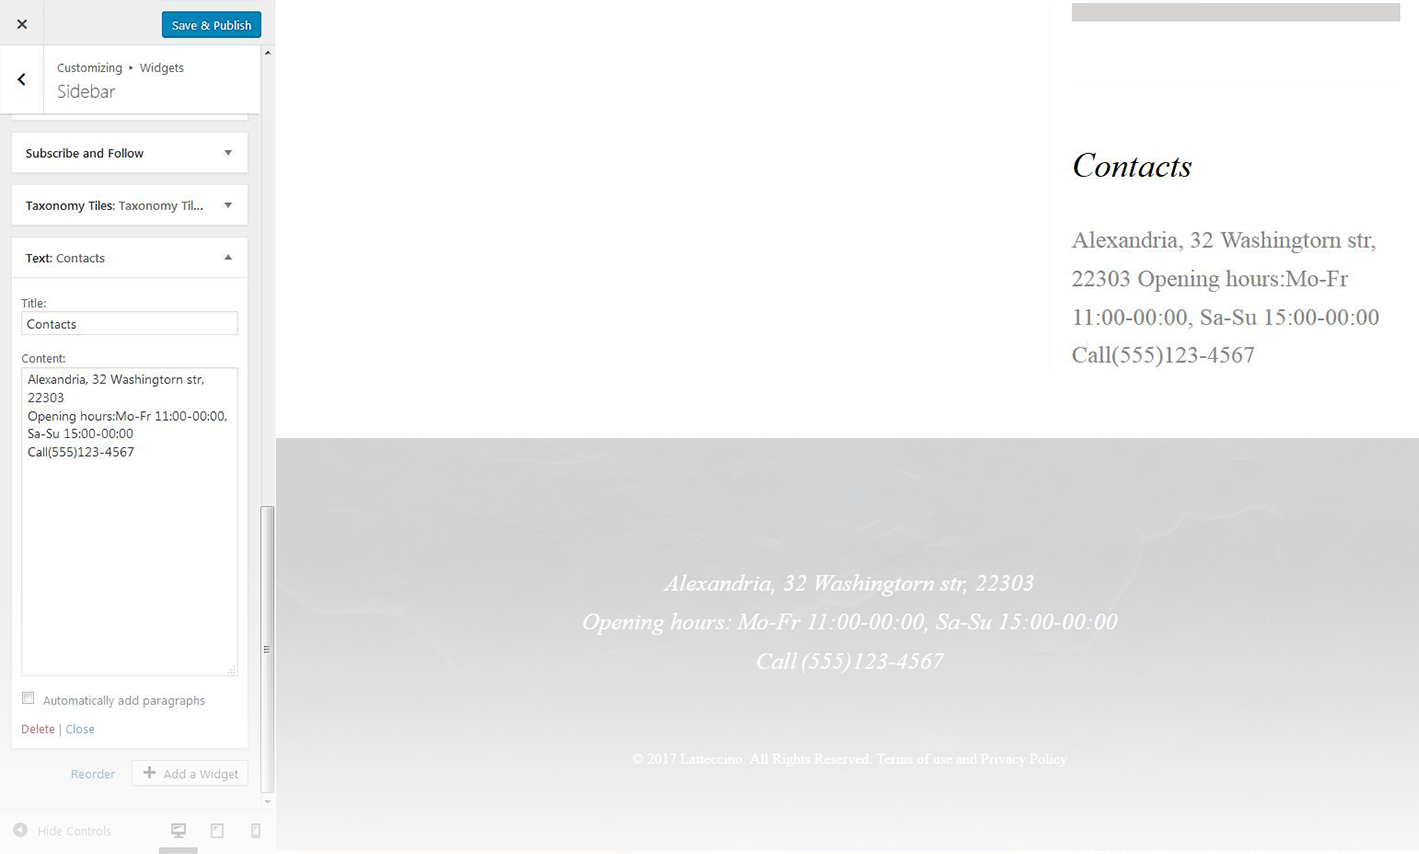 Save & Publish
Customizing ▸ Widgets
Sidebar
Subscribe and Follow
Taxonomy Tiles: Taxonomy Til...
Text: Contacts
Title:
Contacts
Content:
Alexandria, 32 Washingtorn str,
22303
Opening hours:Mo-Fr 11:00-00:00,
Sa-Su 15:00-00:00
Call(555)123-4567
Automatically add paragraphs
Delete | Close
Reorder
Add a Widget
Hide Controls
Contacts
Alexandria, 32 Washingtorn str,
22303 Opening hours:Mo-Fr
11:00-00:00, Sa-Su 15:00-00:00
Call(555)123-4567
Alexandria, 32 Washingtorn str, 22303
Opening hours: Mo-Fr 11:00-00:00, Sa-Su 15:00-00:00
Call (555)123-4567
© 2017 Latteccino. All Rights Reserved. Terms of use and Privacy Policy